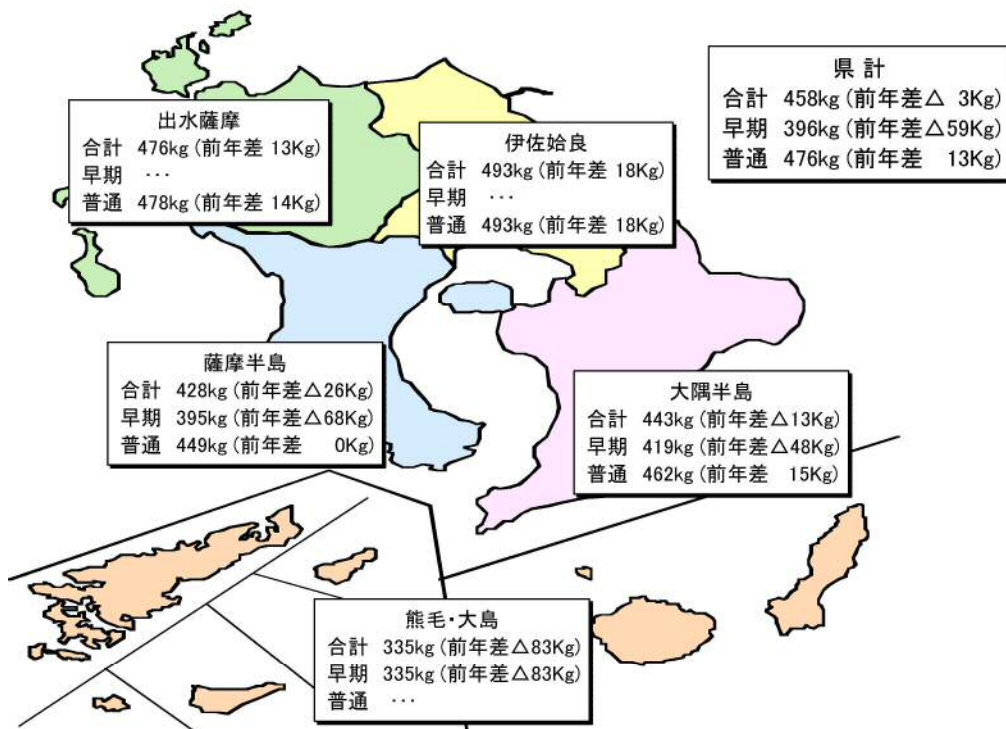 県 計
合計 458kg (前年差△ 3Kg)
早期 396kg (前年差△59Kg)
普通 476kg (前年差 13Kg)
出水薩摩
合計 476kg (前年差 13Kg)
早期 ・・・
普通 478kg (前年差 14Kg)
伊佐姶良
合計 493kg (前年差 18Kg)
早期 ・・・
普通 493kg (前年差 18Kg)
薩摩半島
合計 428kg (前年差△26Kg)
早期 395kg (前年差△68Kg)
普通 449kg (前年差 0Kg)
大隅半島
合計 443kg (前年差△13Kg)
早期 419kg (前年差△48Kg)
普通 462kg (前年差 15Kg)
熊毛・大島
合計 335kg (前年差△83Kg)
早期 335kg (前年差△83Kg)
普通 ・・・